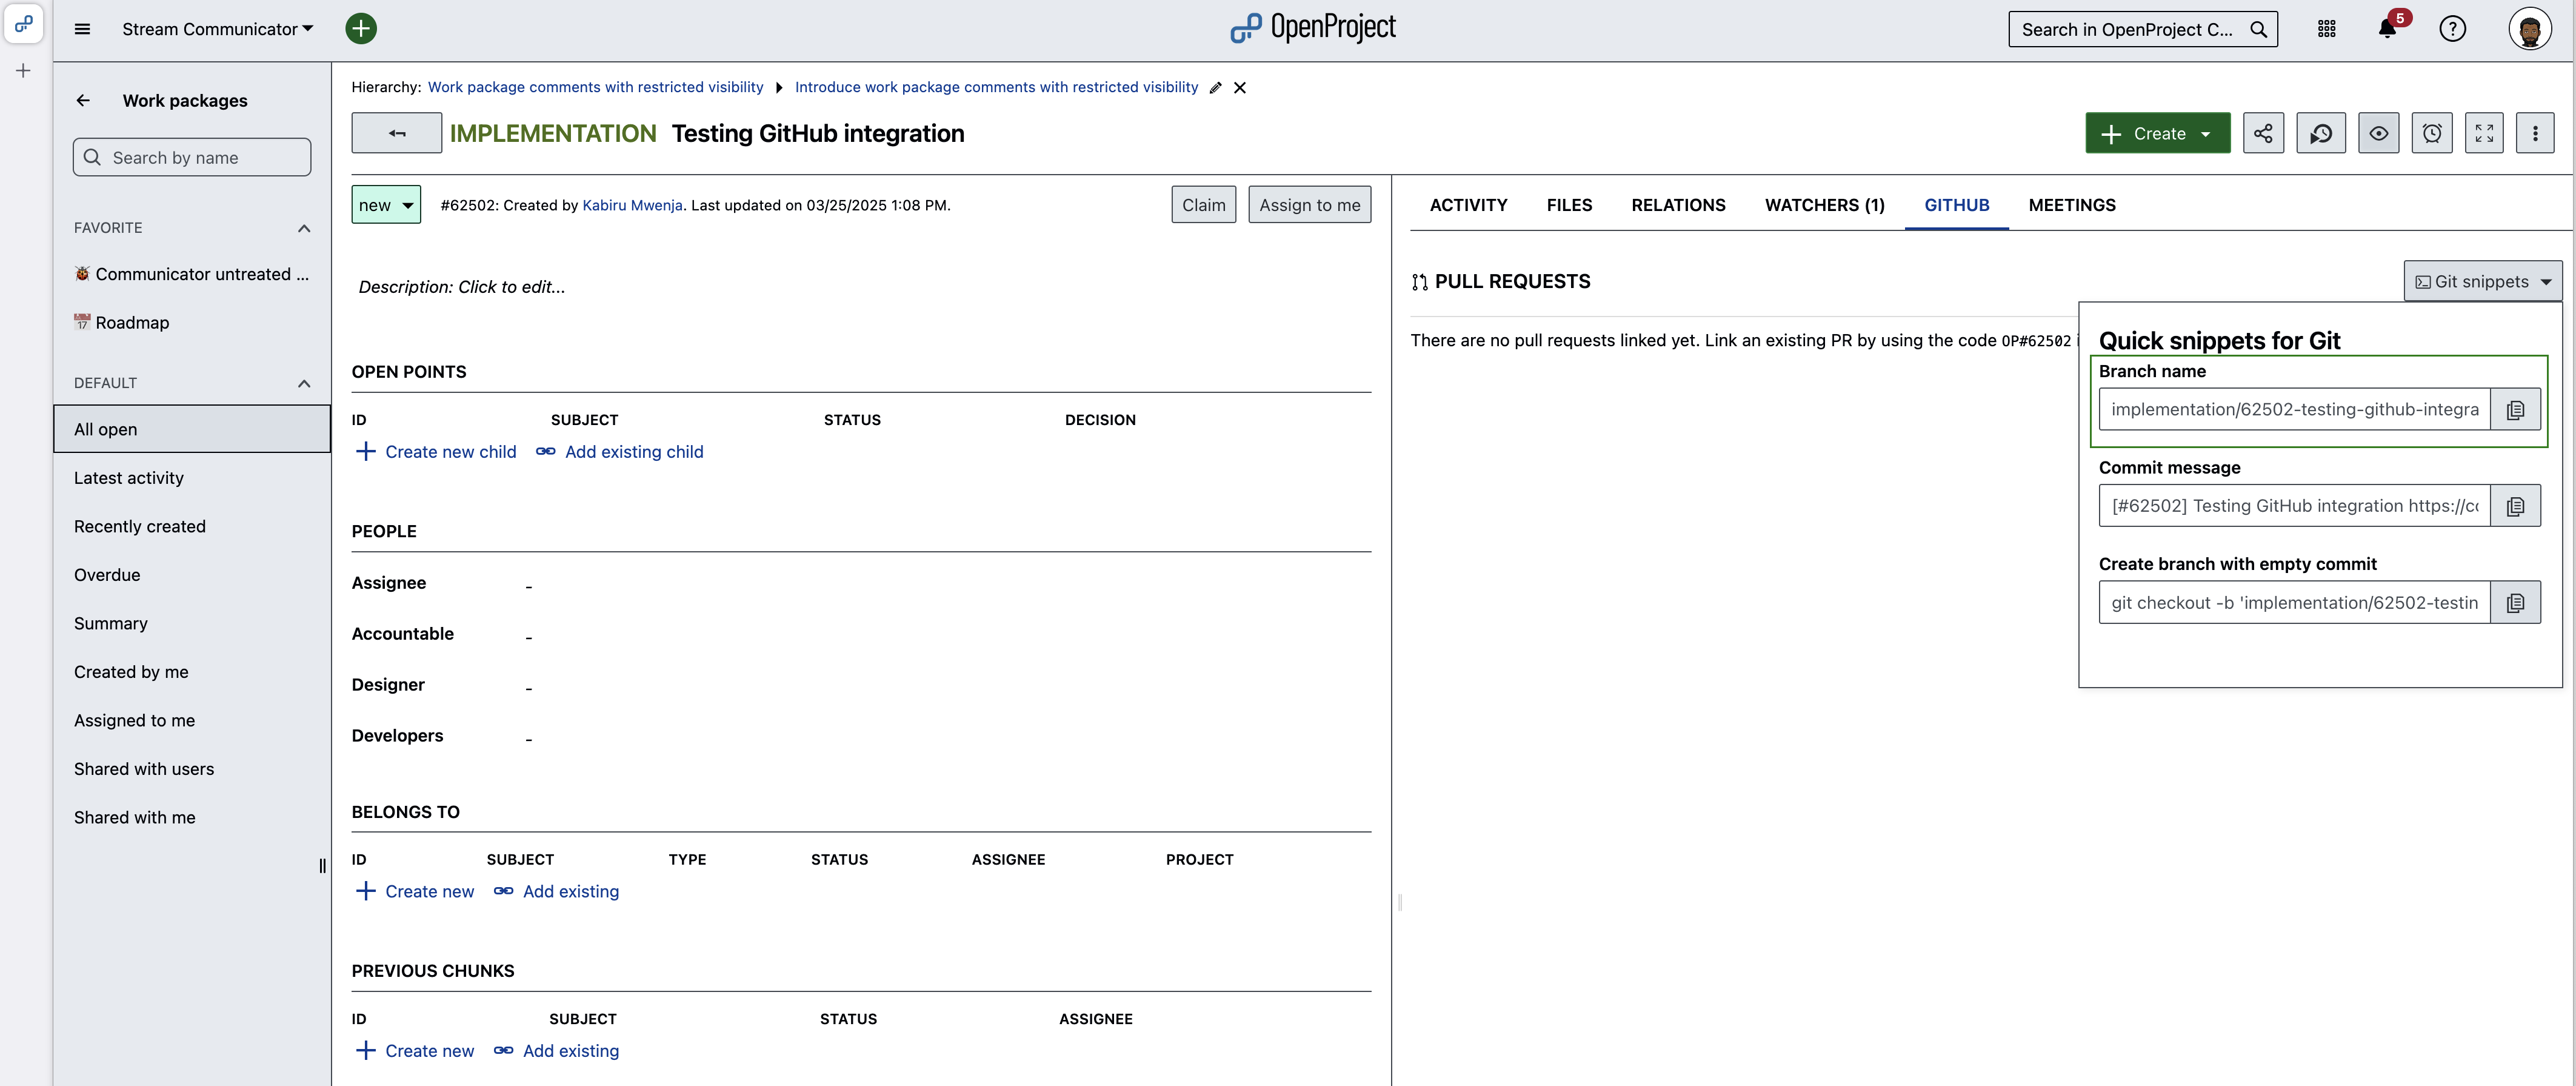 Stream Communicator
OpenProject
Search in OpenProject C...
5
Work packages
Search by name
FAVORITE
Communicator untreated ...
17
Roadmap
DEFAULT
All open
Latest activity
Recently created
Overdue
Summary
Created by me
Assigned to me
Shared with users
Shared with me
Hierarchy: Work package comments with restricted visibility Introduce work package comments with restricted visibility
IMPLEMENTATION Testing GitHub integration
Create
new
#62502: Created by Kabiru Mwenja. Last updated on 03/25/2025 1:08 PM.
Claim
Assign to me
Description: Click to edit...
OPEN POINTS
ID SUBJECT STATUS DECISION
Create new child Add existing child
PEOPLE
Assignee -
Accountable -
Designer -
Developers -
BELONGS TO
ID SUBJECT TYPE STATUS ASSIGNEE PROJECT
Create new Add existing
PREVIOUS CHUNKS
ID SUBJECT STATUS ASSIGNEE
Create new Add existing
ACTIVITY FILES RELATIONS WATCHERS (1) GITHUB MEETINGS
PULL REQUESTS
Git snippets
There are no pull requests linked yet. Link an existing PR by using the code OP#62502
Quick snippets for Git
Branch name
implementation/62502-testing-github-integra
Commit message
[#62502] Testing GitHub integration https://co
Create branch with empty commit
git checkout -b 'implementation/62502-testin